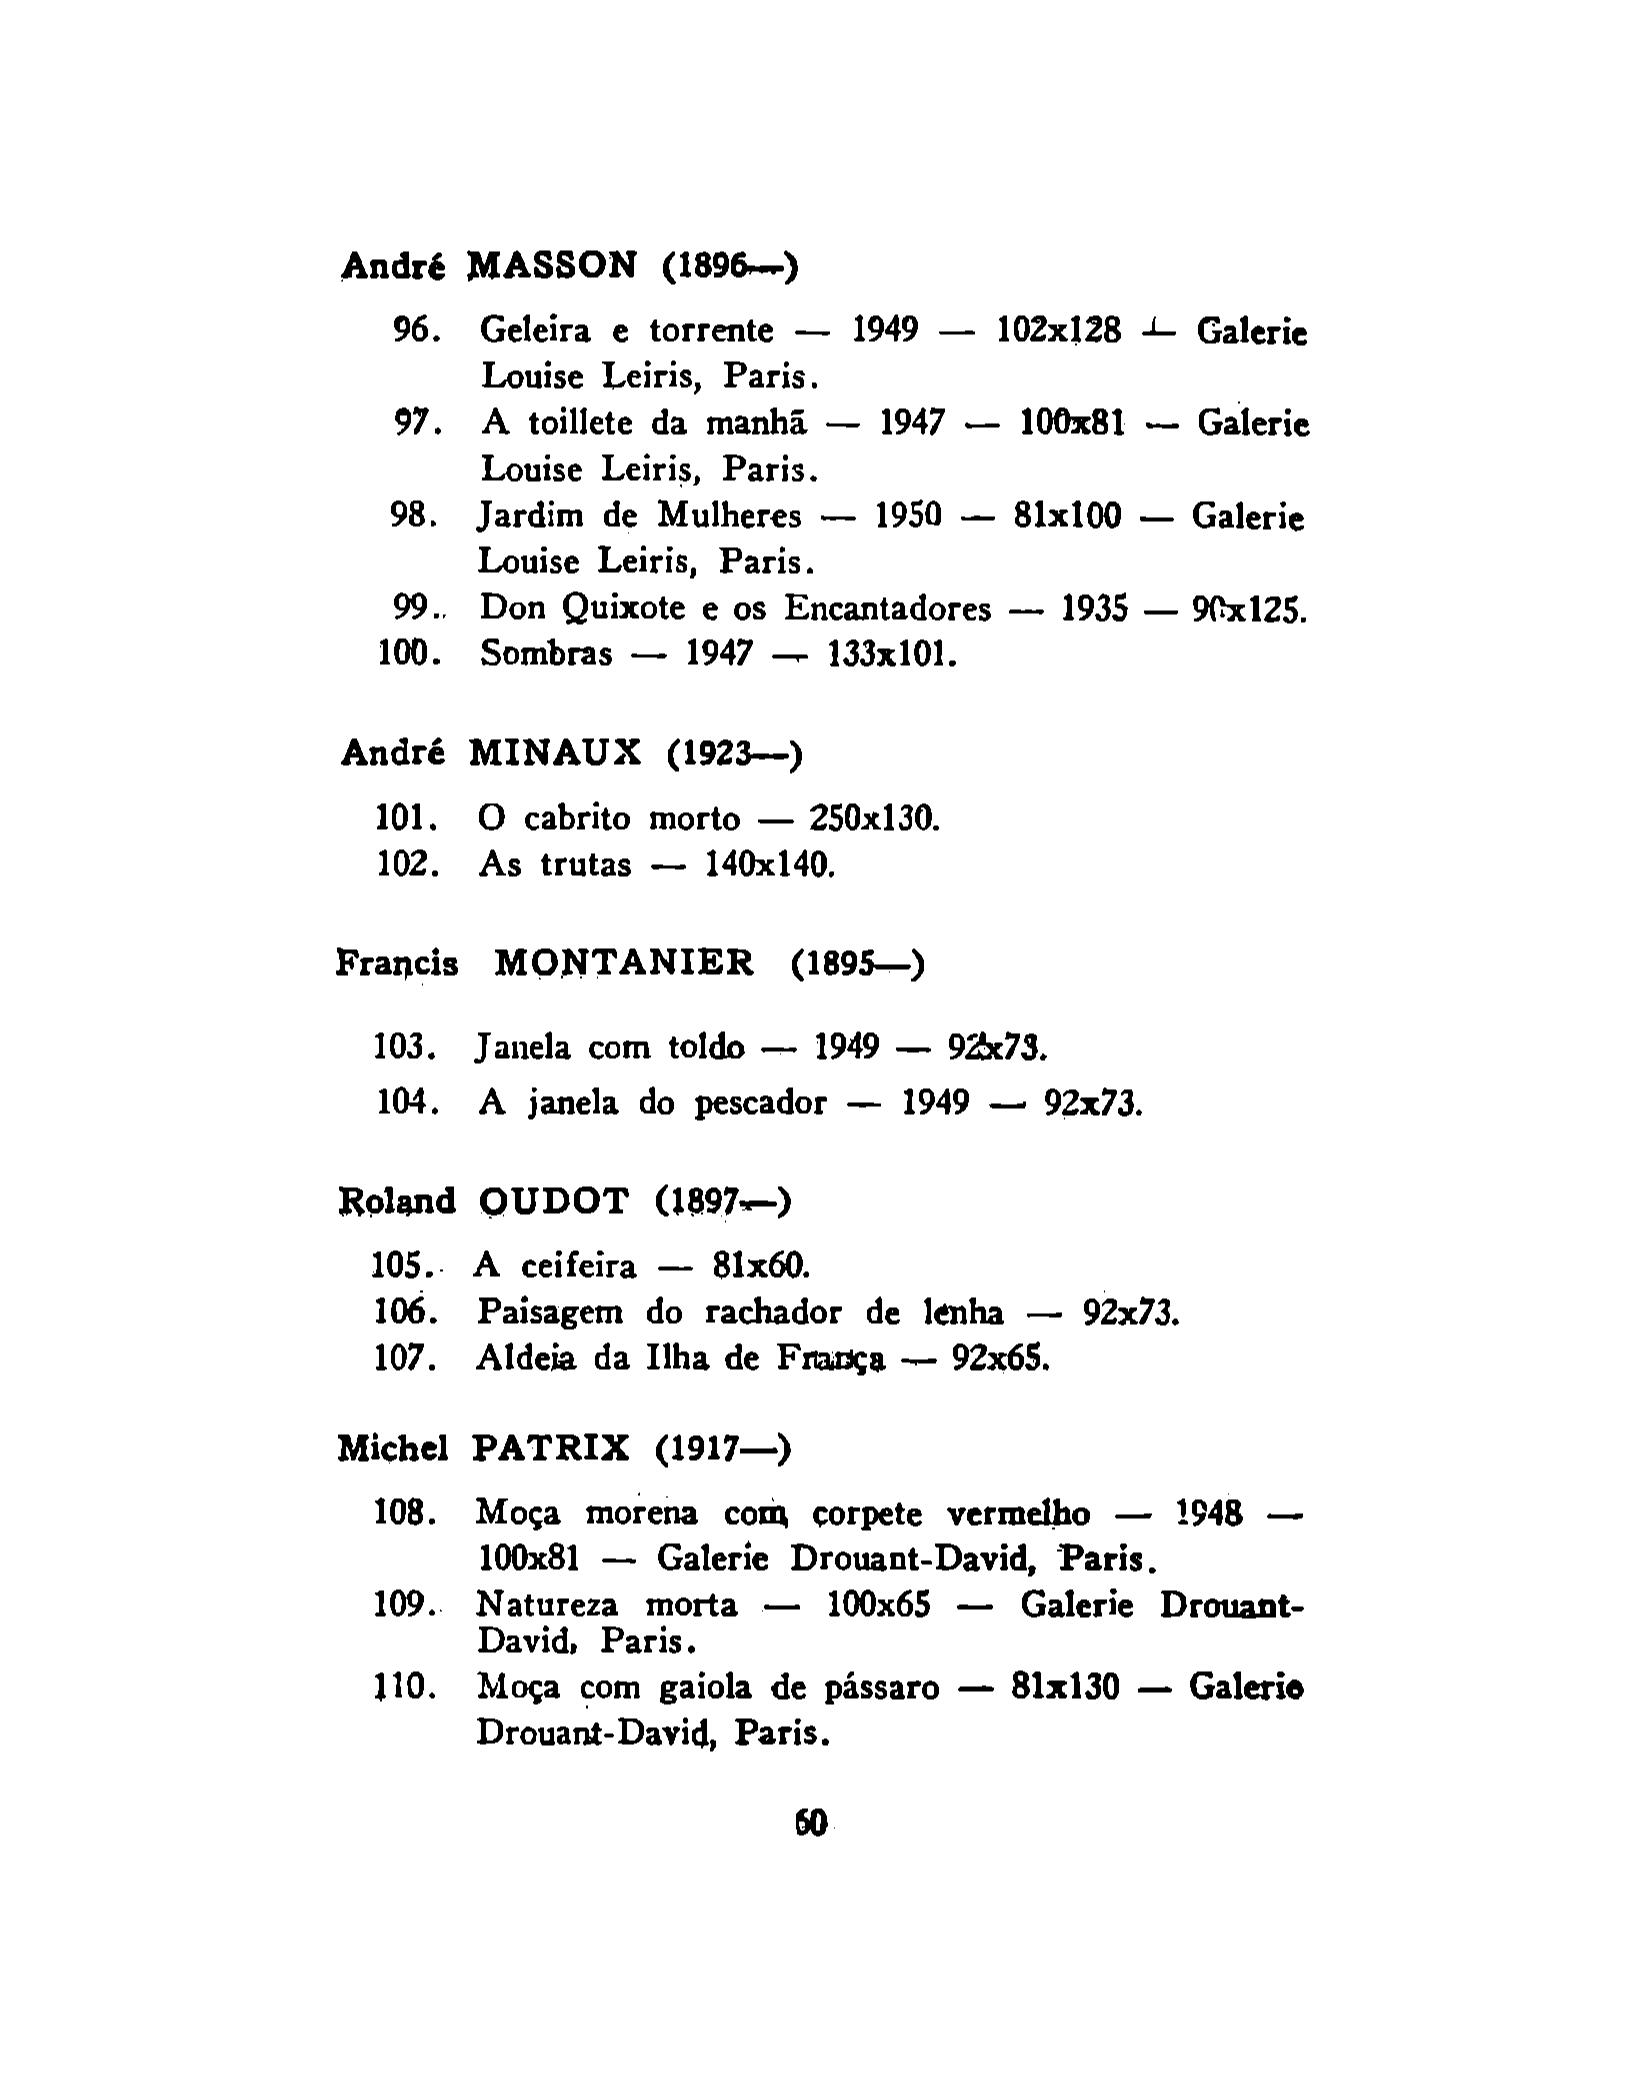 André MASSON (1896—)
96. Geleira e torrente — 1949 — 102x128 — Galerie
Louise Leiris, Paris.
97. A toillete da manhã — 1947 — 100x81 — Galerie
Louise Leiris, Paris.
98. Jardim de Mulheres — 1950 — 81x100 — Galerie
Louise Leiris, Paris.
99. Don Quixote e os Encantadores — 1935 — 90x125.
100. Sombras — 1947 — 133x101.
André MINAUX (1923—)
101. O cabrito morto — 250x130.
102. As trutas — 140x140.
Francis MONTANIER (1895—)
103. Janela com toldo — 1949 — 92x73.
104. A janela do pescador — 1949 — 92x73.
Roland OUDOT (1897—)
105. A ceifeira — 81x60.
106. Paisagem do rachador de lenha — 92x73.
107. Aldeia da Ilha de França — 92x65.
Michel PATRIX (1917—)
108. Moça morena com corpete vermelho — 1948 —
100x81 — Galerie Drouant-David, Paris.
109. Natureza morta — 100x65 — Galerie Drouant-
David, Paris.
110. Moça com gaiola de pássaro — 81x130 — Galerie
Drouant-David, Paris.
60